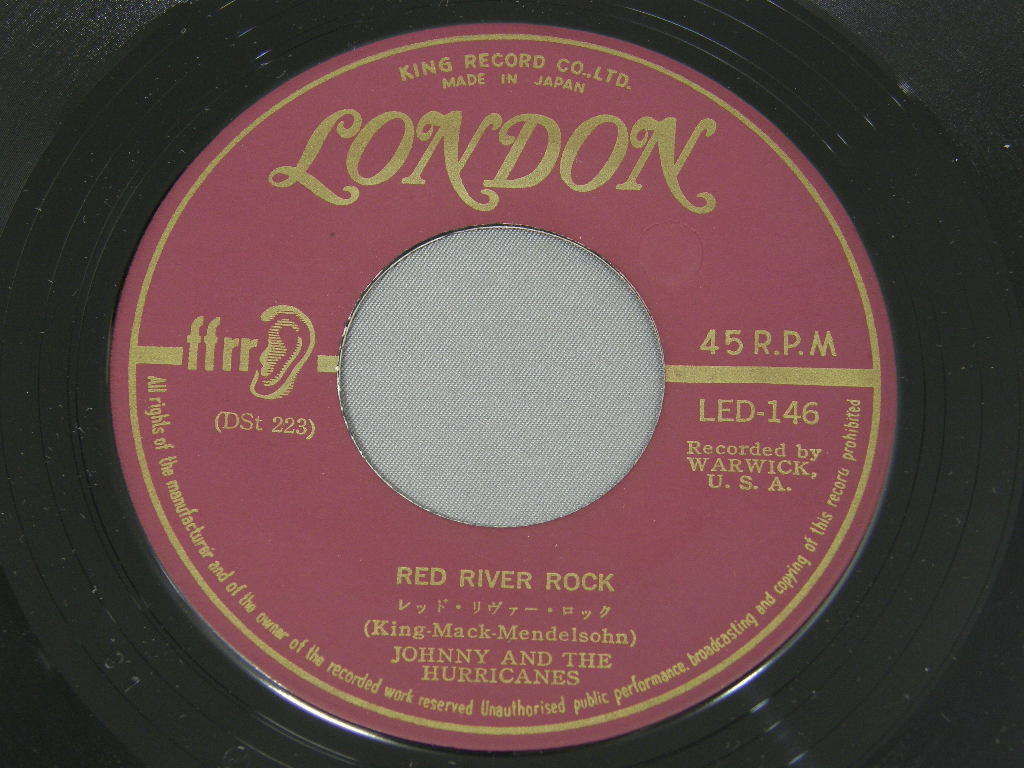 KING RECORD CO., LTD.
MADE IN JAPAN
LONDON
ffrr
45 R.P.M
(DSt 223)
LED-146
Recorded by
WARWICK,
U. S. A.
RED RIVER ROCK
レッド・リヴァー・ロック
(King-Mack-Mendelsohn)
JOHNNY AND THE
HURRICANES
All rights of the manufacturer and of the owner of the recorded work reserved Unauthorised public performance, broadcasting and copying of this record prohibited